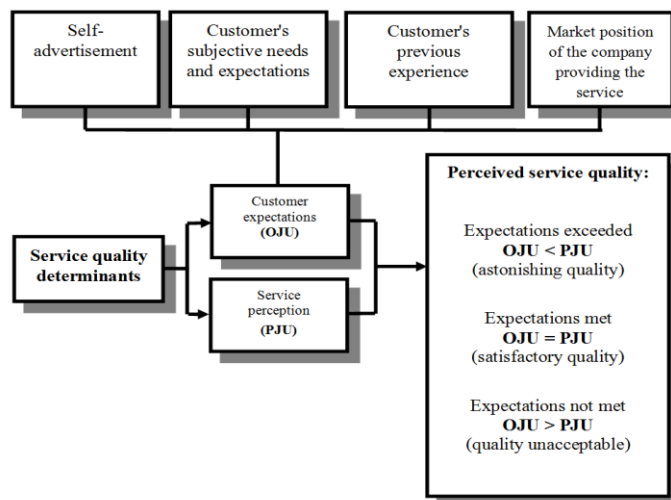 Self-
advertisement
Customer's
subjective needs
and expectations
Customer's
previous
experience
Market position
of the company
providing the
service
Customer
expectations
(OJU)
Service quality
determinants
Service
perception
(PJU)
Perceived service quality:
Expectations exceeded
OJU < PJU
(astonishing quality)
Expectations met
OJU = PJU
(satisfactory quality)
Expectations not met
OJU > PJU
(quality unacceptable)